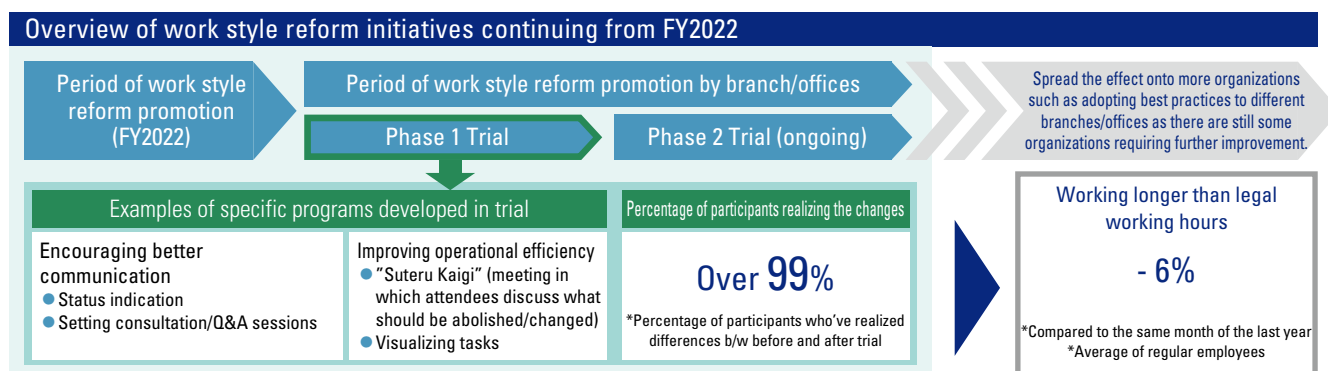 Overview of work style reform initiatives continuing from FY2022
Period of work style
reform promotion
(FY2022)
Period of work style reform promotion by branch/offices
Phase 1 Trial
Phase 2 Trial (ongoing)
Spread the effect onto more organizations
such as adopting best practices to different
branches/offices as there are still some
organizations requiring further improvement.
Examples of specific programs developed in trial
Encouraging better
communication
● Status indication
● Setting consultation/Q&A sessions
Improving operational efficiency
● ”Suteru Kaigi” (meeting in
which attendees discuss what
should be abolished/changed)
● Visualizing tasks
Percentage of participants realizing the changes
Over 99%
*Percentage of participants who’ve realized
differences b/w before and after trial
Working longer than legal
working hours
- 6%
*Compared to the same month of the last year
*Average of regular employees